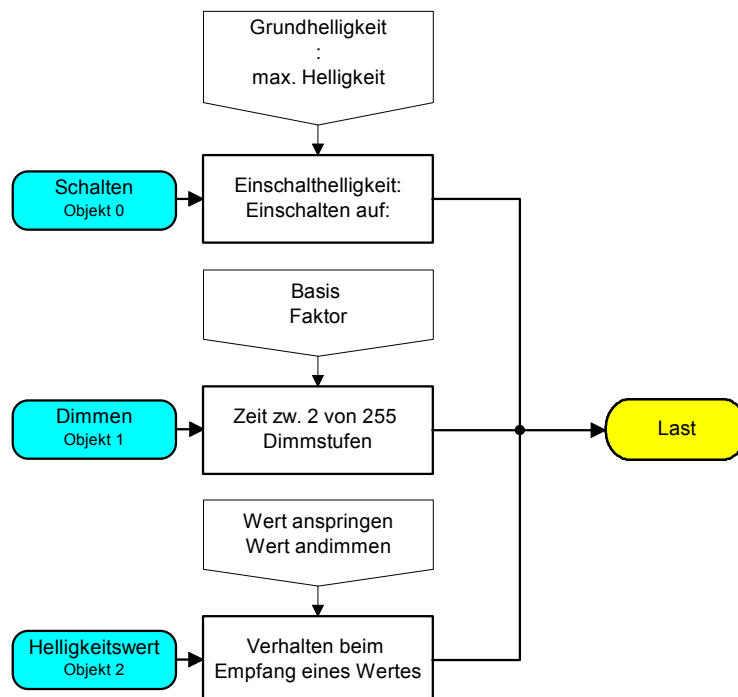 Grundhelligkeit
:
max. Helligkeit
Schalten
Objekt 0
Einschalthelligkeit:
Einschalten auf:
Basis
Faktor
Dimmen
Objekt 1
Zeit zw. 2 von 255
Dimmstufen
Last
Wert anspringen
Wert andimmen
Helligkeitswert
Objekt 2
Verhalten beim
Empfang eines Wertes